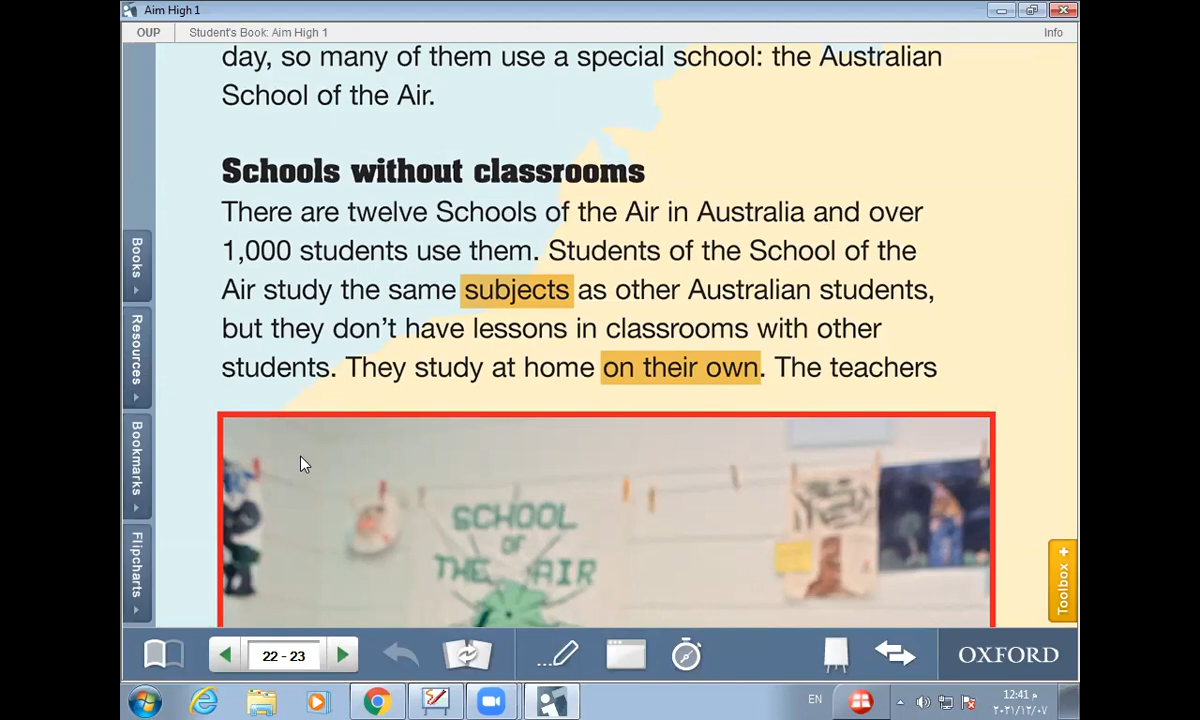 Aim High 1
OUP
Student's Book: Aim High 1
Info
day, so many of them use a special school: the Australian
School of the Air.
Schools without classrooms
There are twelve Schools of the Air in Australia and over
1,000 students use them. Students of the School of the
Air study the same subjects as other Australian students,
but they don't have lessons in classrooms with other
students. They study at home on their own. The teachers
SCHOOL
OF
THE AIR
Books
Resources
Bookmarks
Flipcharts
Toolbox +
22 - 23
OXFORD
EN
12:41 م
٢٠٢١/١٢/٠٧